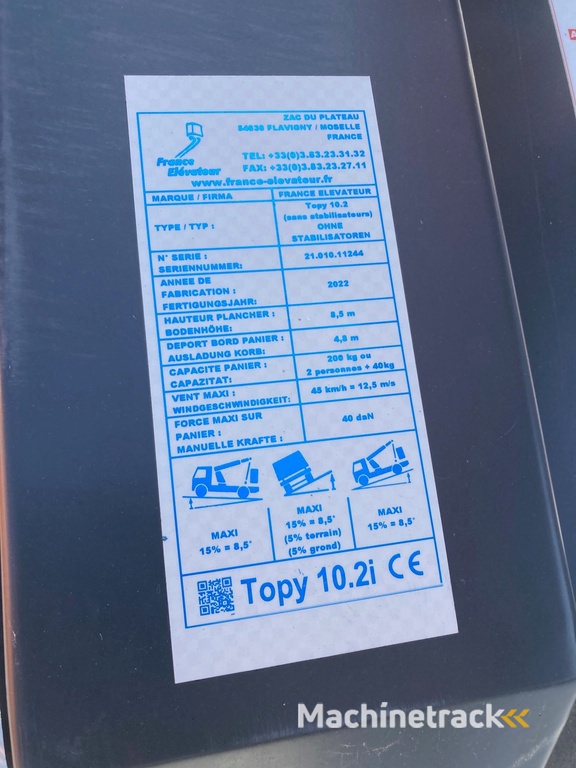 ZAC DU PLATEAU
54630 FLAVIGNY / MOSELLE
FRANCE
France
Elévateur
TEL: +33(0)3.83.23.31.32
FAX: +33(0)3.83.23.27.11
www.france-elevateur.fr
MARQUE / FIRMA FRANCE ELEVATEUR
TYPE / TYP : Topy 10.2
(sans stabilisateurs)
OHNE
STABILISATOREN
N° SERIE :
SERIENNUMMER: 21.010.11244
ANNEE DE
FABRICATION :
FERTIGUNGSJAHR: 2022
HAUTEUR PLANCHER :
BODENHÖHE: 8,5 m
DEPORT BORD PANIER :
AUSLADUNG KORB: 4,8 m
CAPACITE PANIER :
CAPAZITAT: 200 kg ou
2 personnes + 40kg
VENT MAXI :
WINDGESCHWINDIGKEIT: 45 km/h = 12,5 m/s
FORCE MAXI SUR
PANIER :
MANUELLE KRAFTE : 40 daN
MAXI
15% = 8,5°
MAXI
15% = 8,5°
(5% terrain)
(5% grond)
MAXI
15% = 8,5°
Topy 10.2i CE
Machinetrack